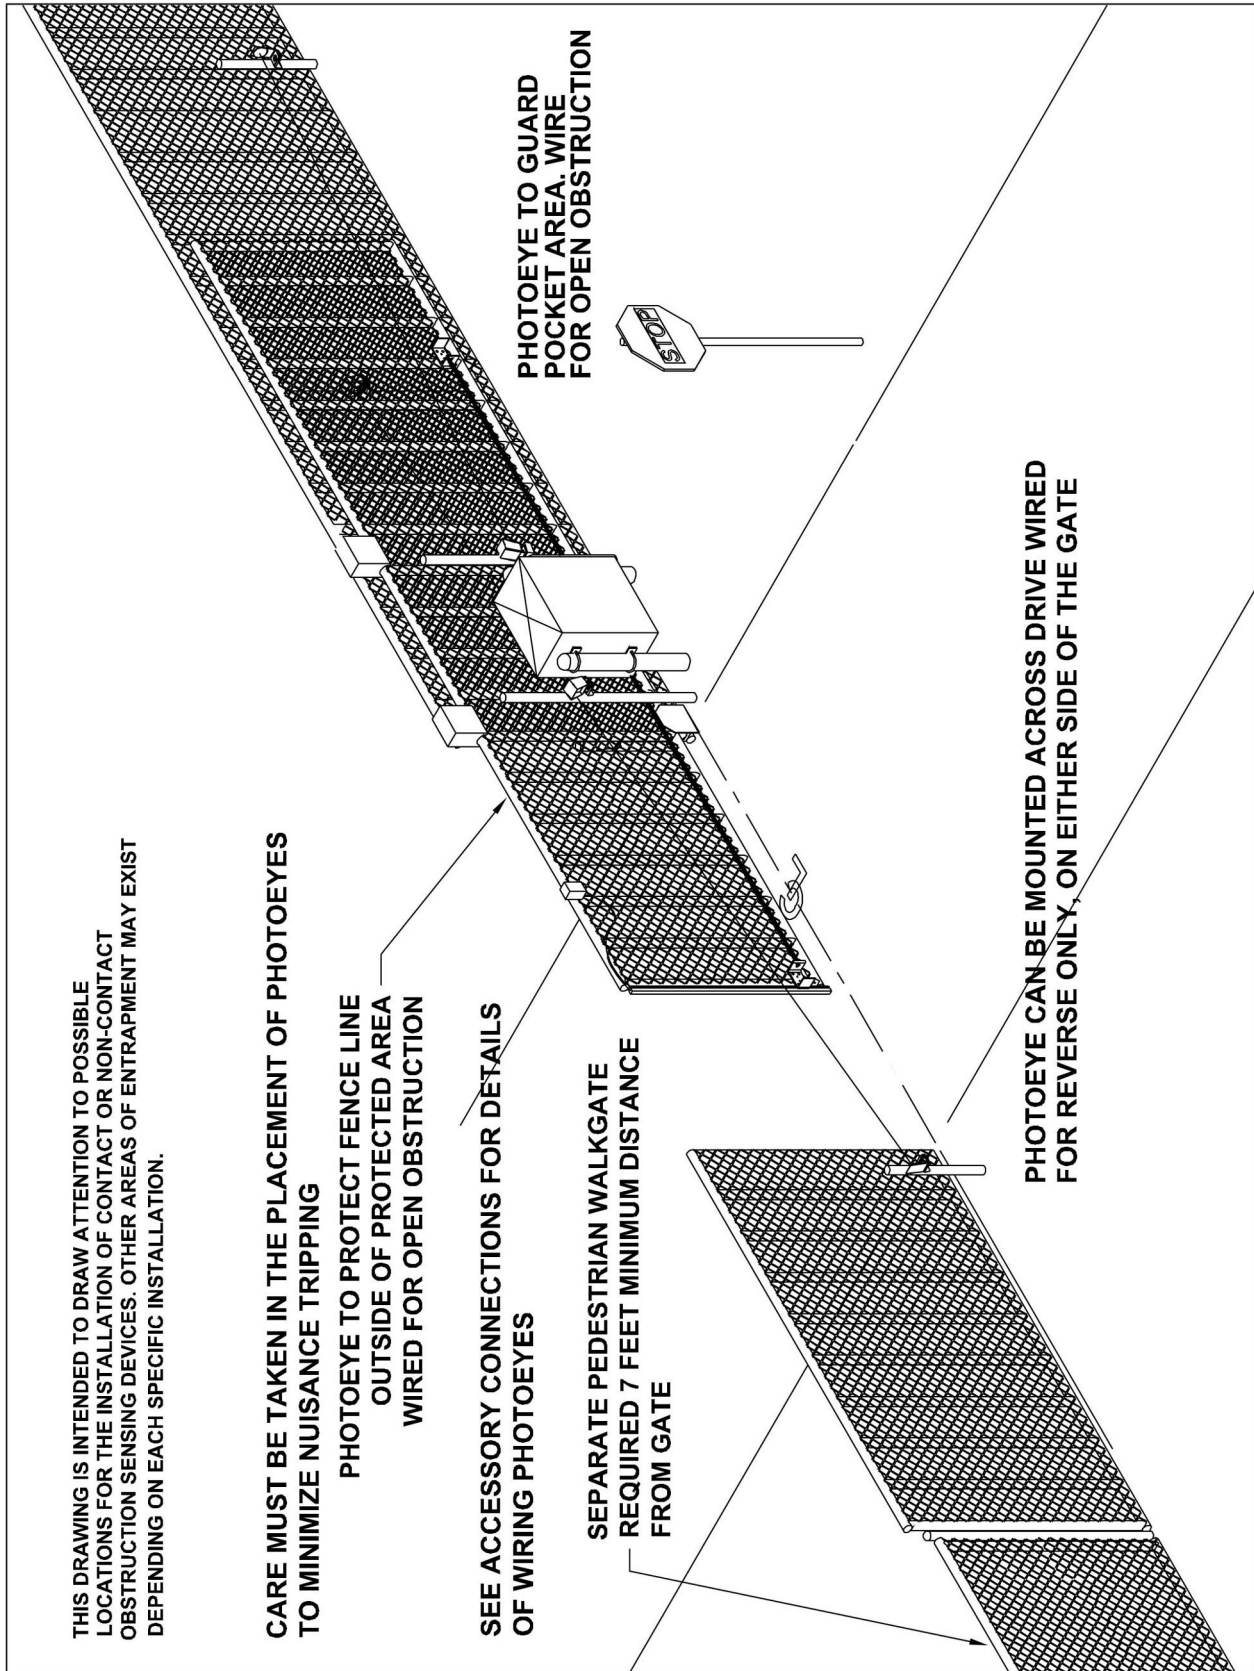 THIS DRAWING IS INTENDED TO DRAW ATTENTION TO POSSIBLE
LOCATIONS FOR THE INSTALLATION OF CONTACT OR NON-CONTACT
OBSTRUCTION SENSING DEVICES. OTHER AREAS OF ENTRAPMENT MAY EXIST
DEPENDING ON EACH SPECIFIC INSTALLATION.
CARE MUST BE TAKEN IN THE PLACEMENT OF PHOTOEYES
TO MINIMIZE NUISANCE TRIPPING
PHOTOEYE TO PROTECT FENCE LINE
OUTSIDE OF PROTECTED AREA
WIRED FOR OPEN OBSTRUCTION
SEE ACCESSORY CONNECTIONS FOR DETAILS
OF WIRING PHOTOEYES
SEPARATE PEDESTRIAN WALKGATE
REQUIRED 7 FEET MINIMUM DISTANCE
FROM GATE
PHOTOEYE TO GUARD
POCKET AREA. WIRE
FOR OPEN OBSTRUCTION
STOP
CL
PHOTOEYE CAN BE MOUNTED ACROSS DRIVE WIRED
FOR REVERSE ONLY, ON EITHER SIDE OF THE GATE